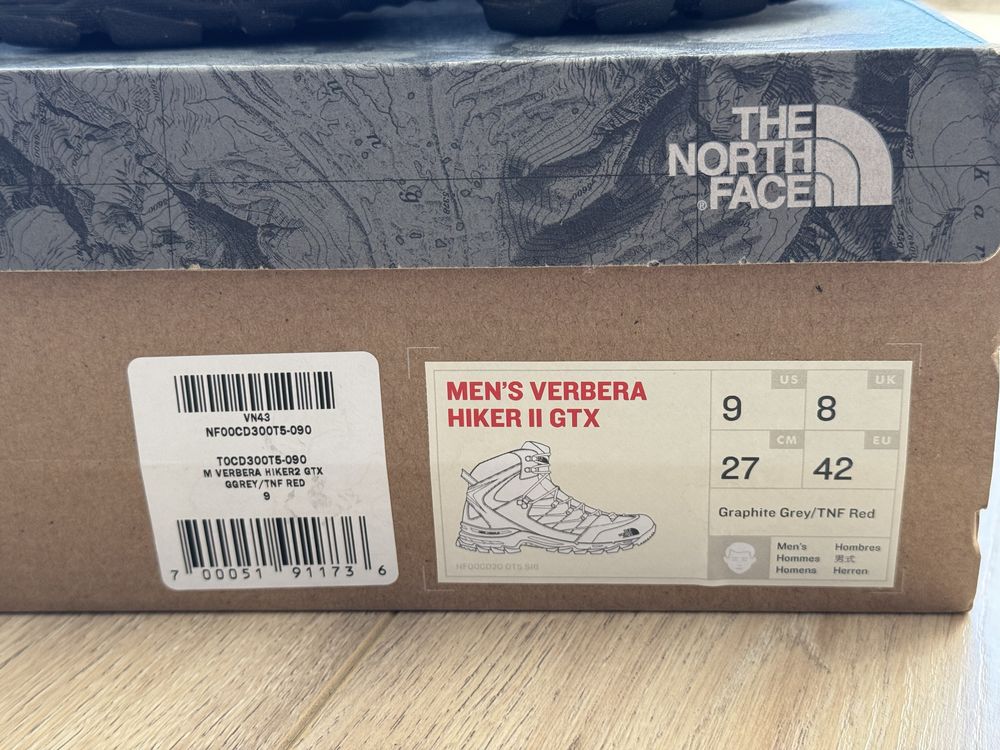 THE
NORTH
FACE
®
VN43
NF00CD300T5-090
T0CD300T5-090
M VERBERA HIKER2 GTX
GGREY/TNF RED
9
7 00051 91173 6
MEN'S VERBERA
HIKER II GTX
US
9
UK
8
CM
27
EU
42
Graphite Grey/TNF Red
Men's Hombres
Hommes 男式
Homens Herren